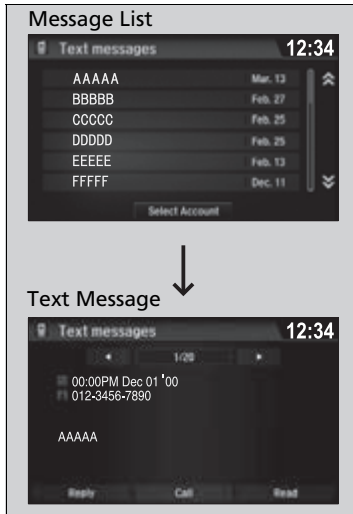 Message List
Text messages 12:34
AAAAA Mar. 13
BBBBB Feb. 27
CCCCC Feb. 25
DDDDD Feb. 25
EEEEE Feb. 13
FFFFF Dec. 11
Select Account
Text Message
Text messages 12:34
1/20
00:00PM Dec 01 '00
012-3456-7890
AAAAA
Reply Call Read